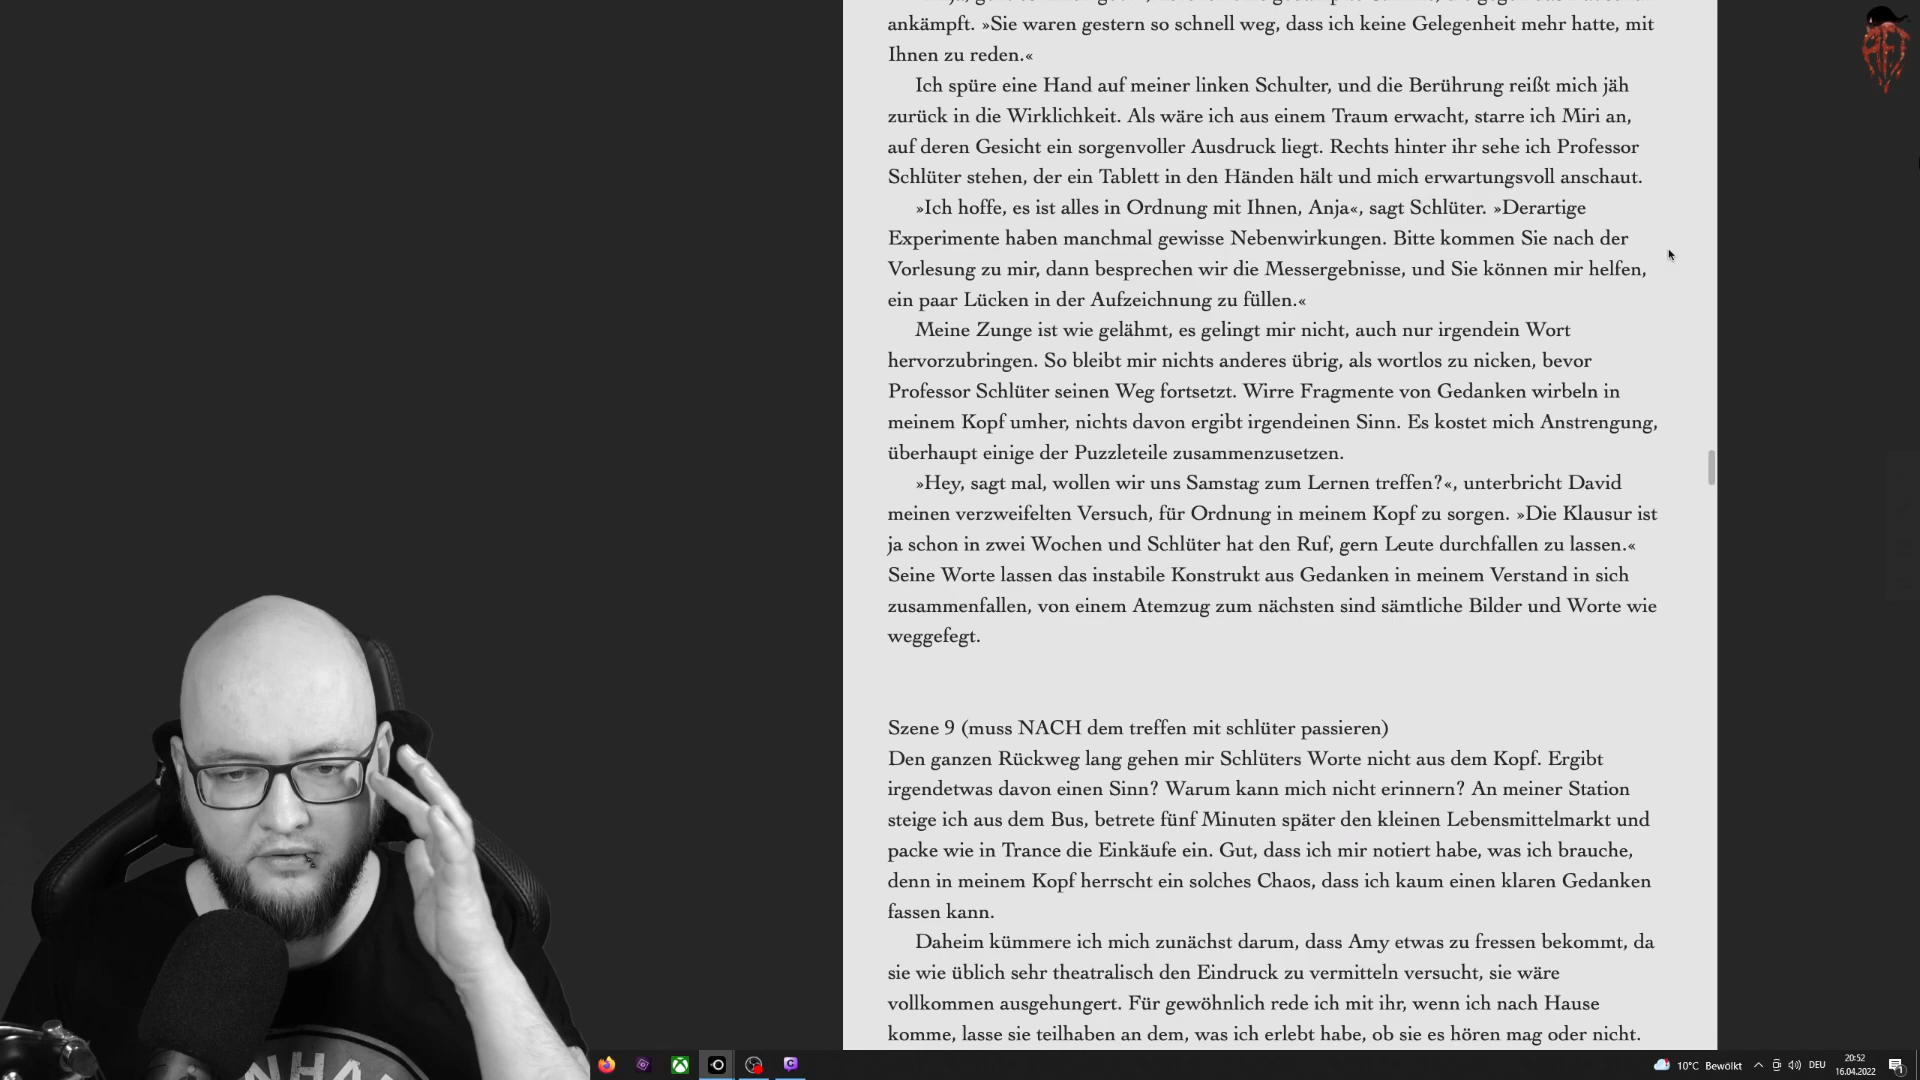 ankämpft. »Sie waren gestern so schnell weg, dass ich keine Gelegenheit mehr hatte, mit
Ihnen zu reden.«
Ich spüre eine Hand auf meiner linken Schulter, und die Berührung reißt mich jäh
zurück in die Wirklichkeit. Als wäre ich aus einem Traum erwacht, starre ich Miri an,
auf deren Gesicht ein sorgenvoller Ausdruck liegt. Rechts hinter ihr sehe ich Professor
Schlüter stehen, der ein Tablett in den Händen hält und mich erwartungsvoll anschaut.
»Ich hoffe, es ist alles in Ordnung mit Ihnen, Anja«, sagt Schlüter. »Derartige
Experimente haben manchmal gewisse Nebenwirkungen. Bitte kommen Sie nach der
Vorlesung zu mir, dann besprechen wir die Messergebnisse, und Sie können mir helfen,
ein paar Lücken in der Aufzeichnung zu füllen.«
Meine Zunge ist wie gelähmt, es gelingt mir nicht, auch nur irgendein Wort
hervorzubringen. So bleibt mir nichts anderes übrig, als wortlos zu nicken, bevor
Professor Schlüter seinen Weg fortsetzt. Wirre Fragmente von Gedanken wirbeln in
meinem Kopf umher, nichts davon ergibt irgendeinen Sinn. Es kostet mich Anstrengung,
überhaupt einige der Puzzleteile zusammenzusetzen.
»Hey, sagt mal, wollen wir uns Samstag zum Lernen treffen?«, unterbricht David
meinen verzweifelten Versuch, für Ordnung in meinem Kopf zu sorgen. »Die Klausur ist
ja schon in zwei Wochen und Schlüter hat den Ruf, gern Leute durchfallen zu lassen.«
Seine Worte lassen das instabile Konstrukt aus Gedanken in meinem Verstand in sich
zusammenfallen, von einem Atemzug zum nächsten sind sämtliche Bilder und Worte wie
weggefegt.
Szene 9 (muss NACH dem treffen mit schlüter passieren)
Den ganzen Rückweg lang gehen mir Schlüters Worte nicht aus dem Kopf. Ergibt
irgendetwas davon einen Sinn? Warum kann mich nicht erinnern? An meiner Station
steige ich aus dem Bus, betrete fünf Minuten später den kleinen Lebensmittelmarkt und
packe wie in Trance die Einkäufe ein. Gut, dass ich mir notiert habe, was ich brauche,
denn in meinem Kopf herrscht ein solches Chaos, dass ich kaum einen klaren Gedanken
fassen kann.
Daheim kümmere ich mich zunächst darum, dass Amy etwas zu fressen bekommt, da
sie wie üblich sehr theatralisch den Eindruck zu vermitteln versucht, sie wäre
vollkommen ausgehungert. Für gewöhnlich rede ich mit ihr, wenn ich nach Hause
komme, lasse sie teilhaben an dem, was ich erlebt habe, ob sie es hören mag oder nicht.
10°C Bewölkt
DEU
20:52
16.04.2022